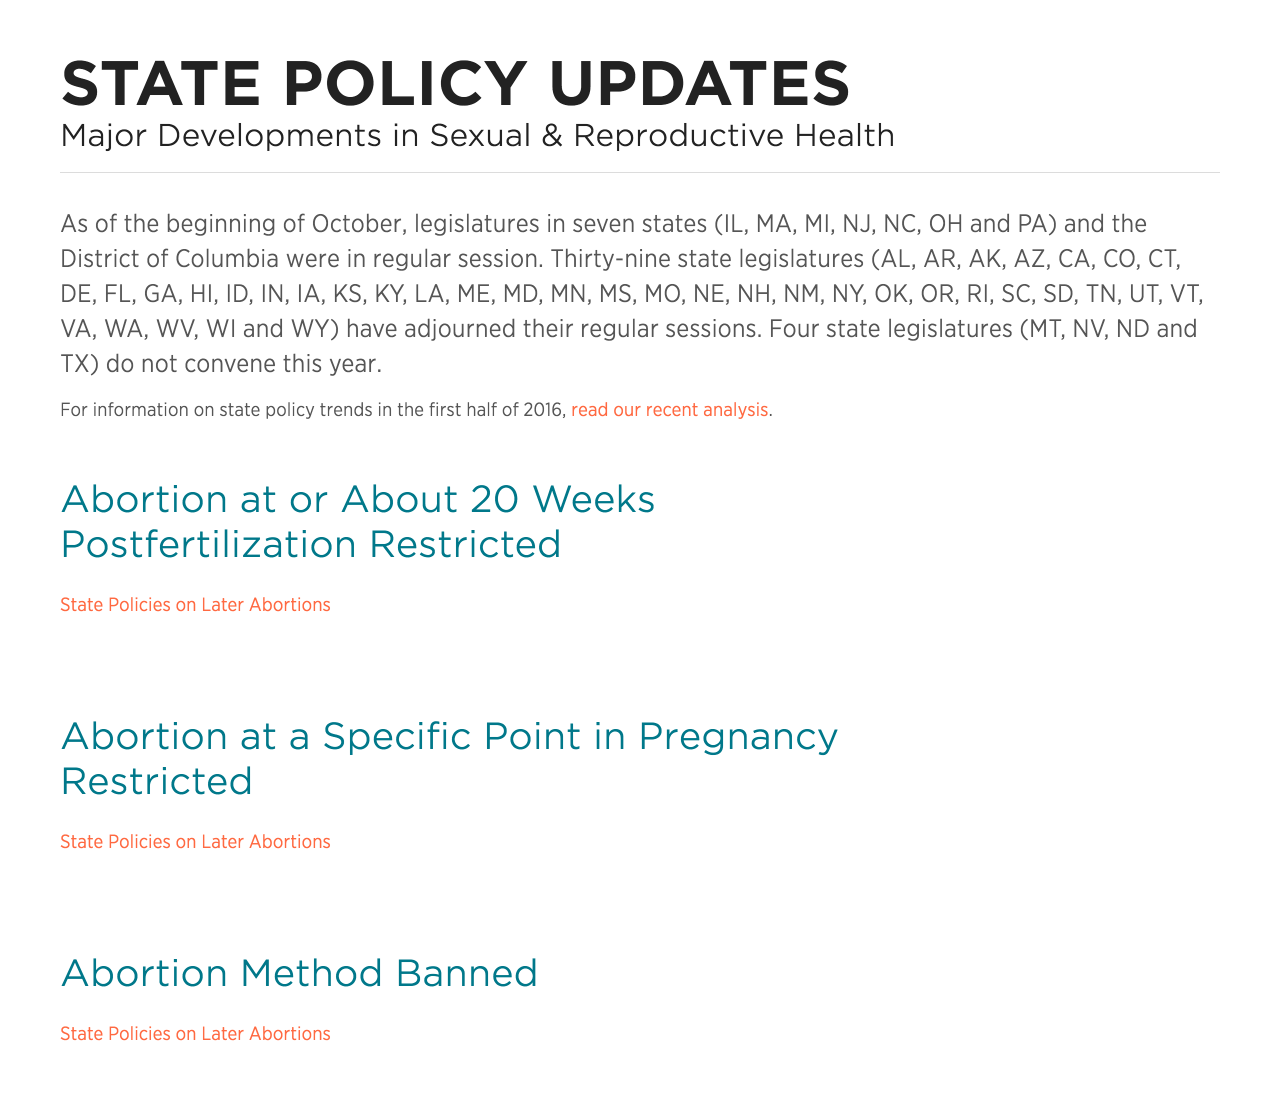 STATE POLICY UPDATES
Major Developments in Sexual & Reproductive Health
As of the beginning of October, legislatures in seven states (IL, MA, MI, NJ, NC, OH and PA) and the
District of Columbia were in regular session. Thirty-nine state legislatures (AL, AR, AK, AZ, CA, CO, CT,
DE, FL, GA, HI, ID, IN, IA, KS, KY, LA, ME, MD, MN, MS, MO, NE, NH, NM, NY, OK, OR, RI, SC, SD, TN, UT, VT,
VA, WA, WV, WI and WY) have adjourned their regular sessions. Four state legislatures (MT, NV, ND and
TX) do not convene this year.
For information on state policy trends in the first half of 2016, read our recent analysis.
Abortion at or About 20 Weeks
Postfertilization Restricted
State Policies on Later Abortions
Abortion at a Specific Point in Pregnancy
Restricted
State Policies on Later Abortions
Abortion Method Banned
State Policies on Later Abortions